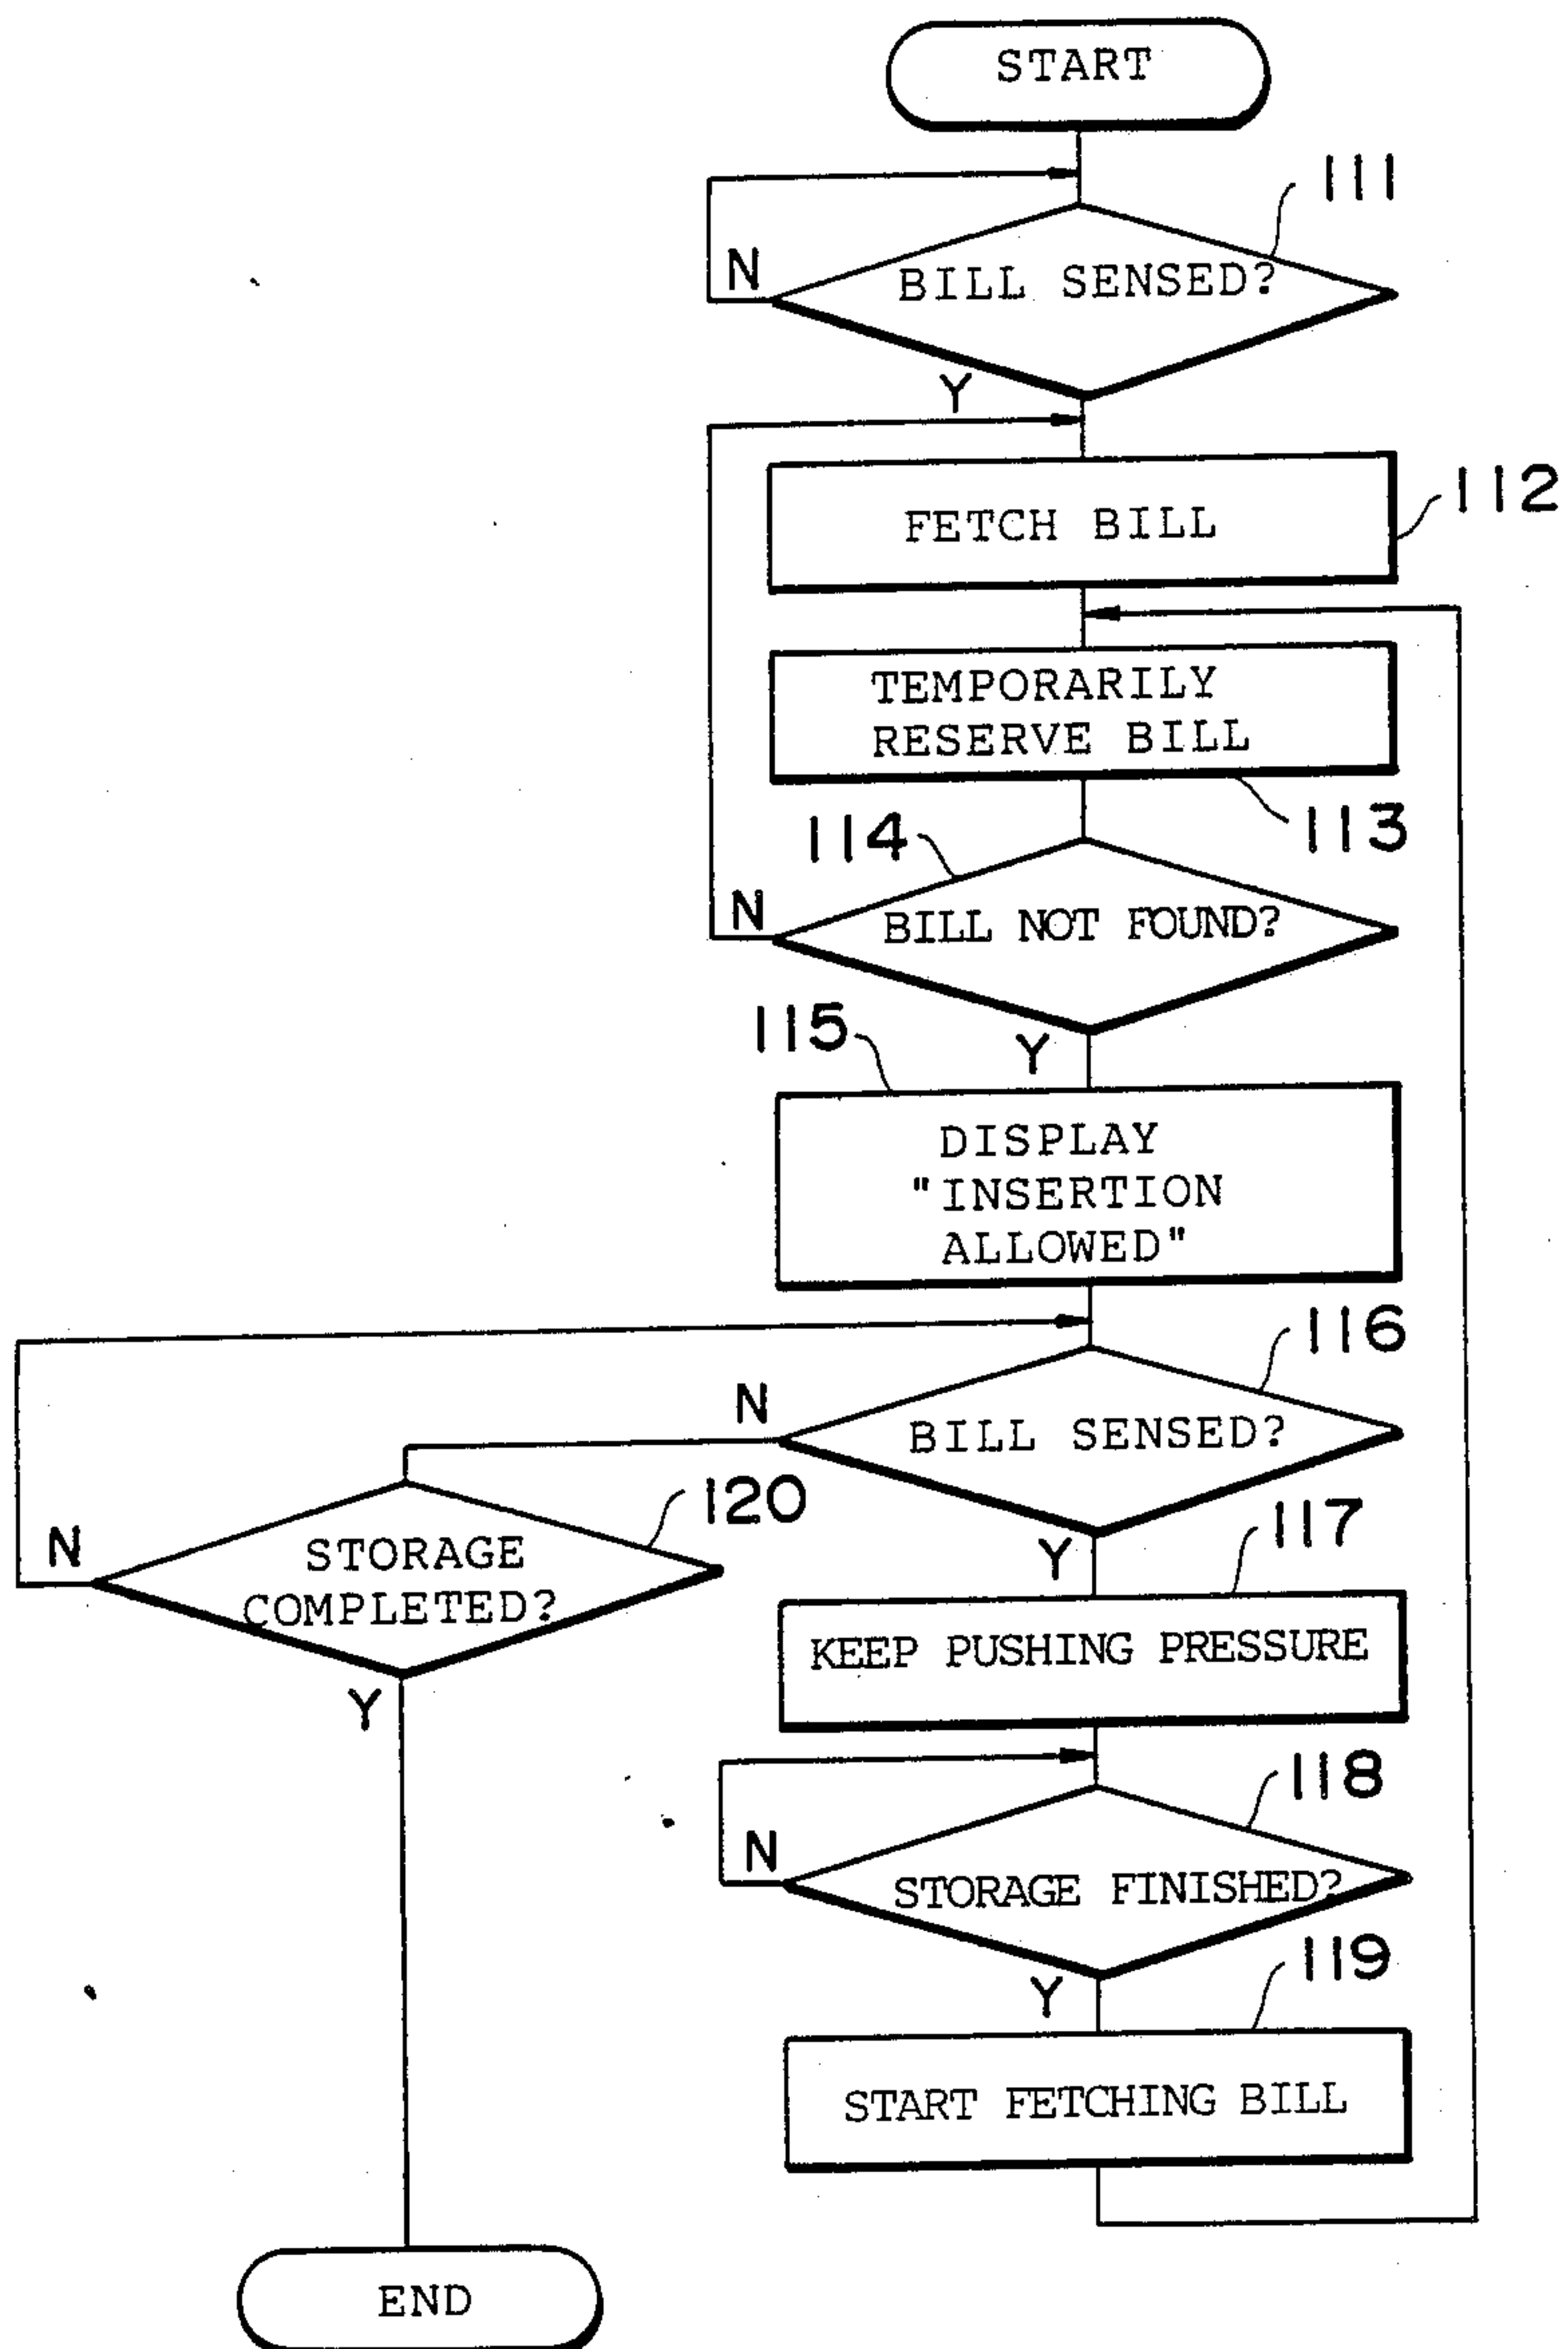 START
111
BILL SENSED?
N
Y
FETCH BILL
112
TEMPORARILY
RESERVE BILL
113
114
BILL NOT FOUND?
N
Y
115
DISPLAY
"INSERTION
ALLOWED"
116
BILL SENSED?
N
Y
120
STORAGE
COMPLETED?
N
Y
117
KEEP PUSHING PRESSURE
118
STORAGE FINISHED?
N
Y
119
START FETCHING BILL
END